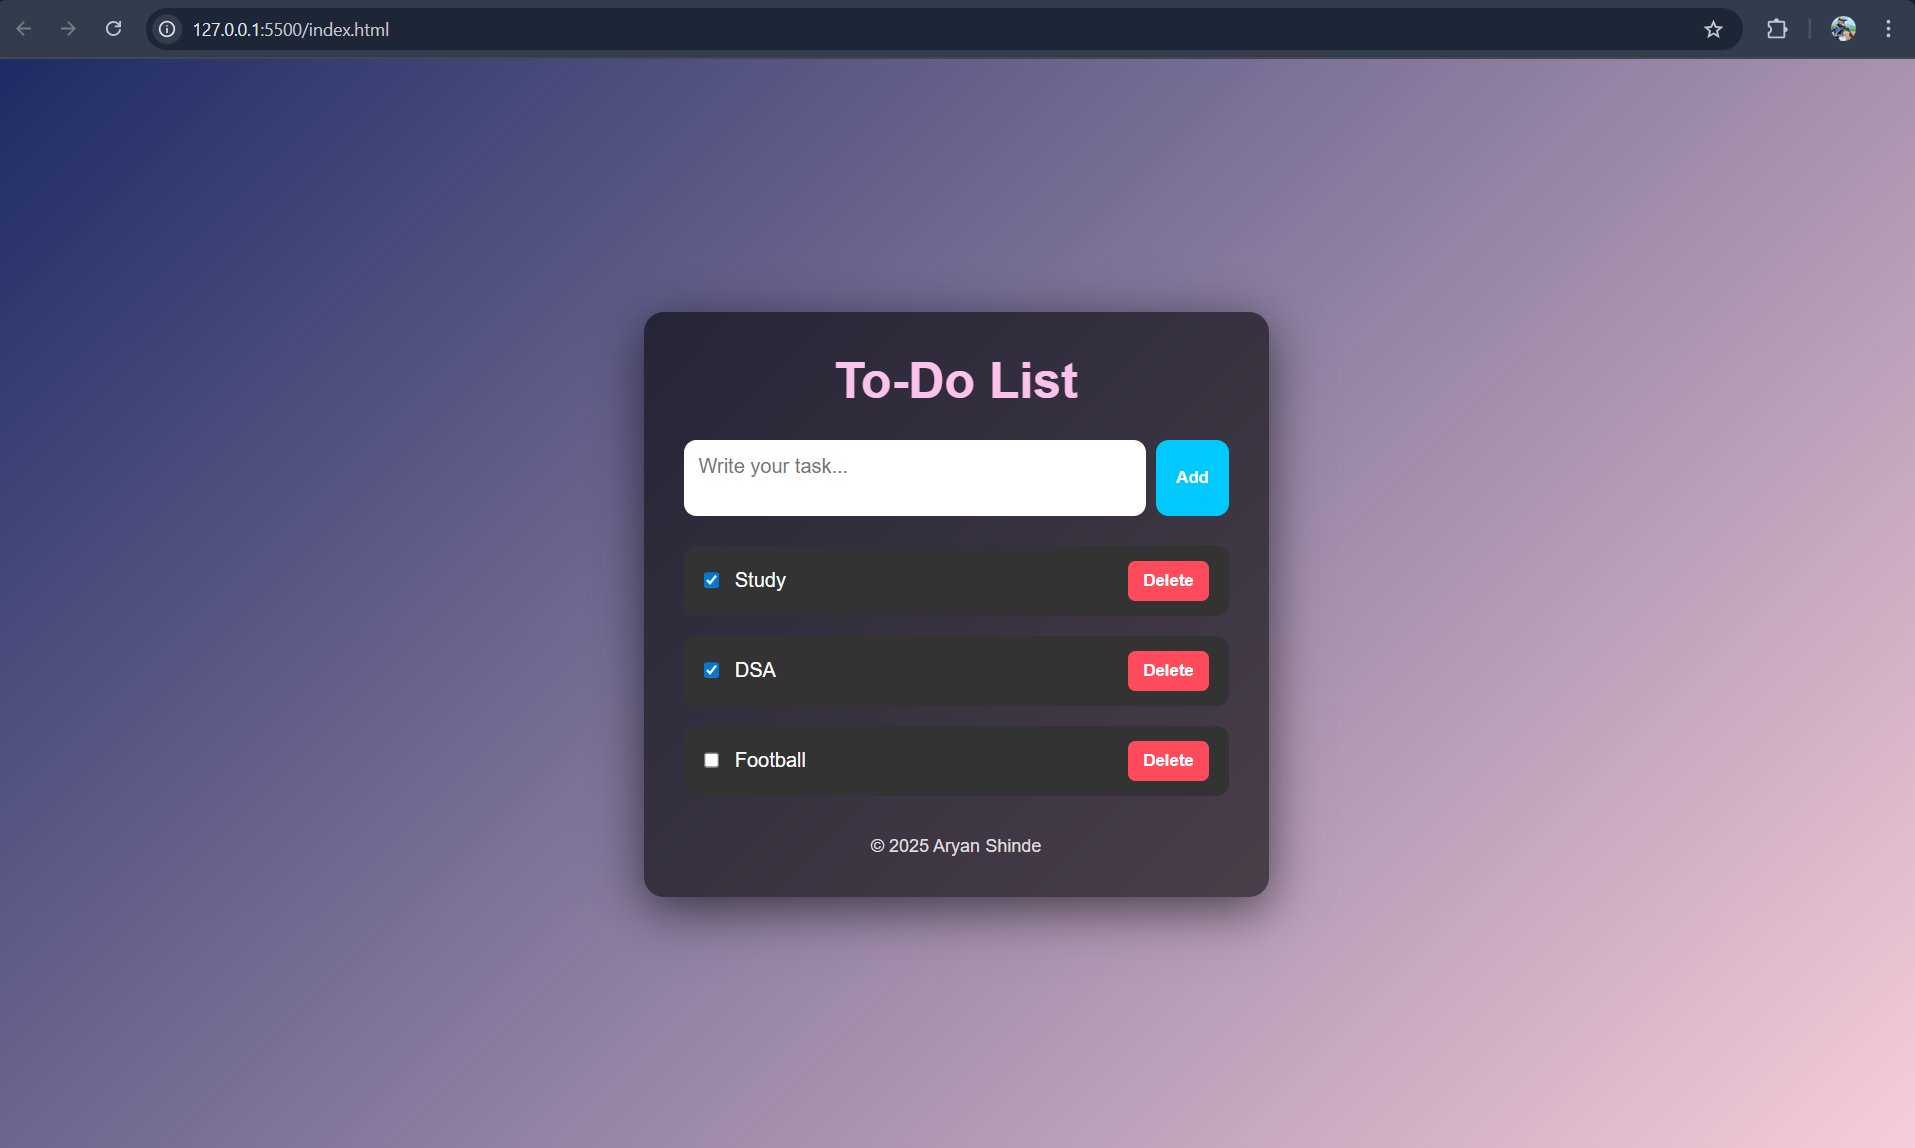 127.0.0.1:5500/index.html
To-Do List
Write your task...
Add
Study
Delete
DSA
Delete
Football
Delete
© 2025 Aryan Shinde